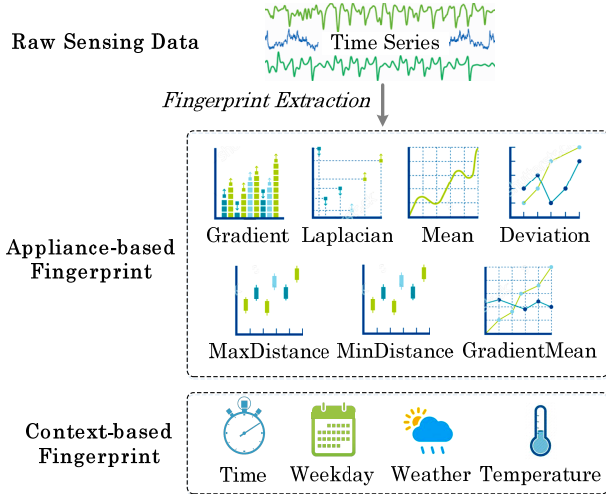 Raw Sensing Data
Time Series
Fingerprint Extraction
Appliance-based
Fingerprint
Gradient Laplacian Mean Deviation
MaxDistance MinDistance GradientMean
Context-based
Fingerprint
Time Weekday Weather Temperature